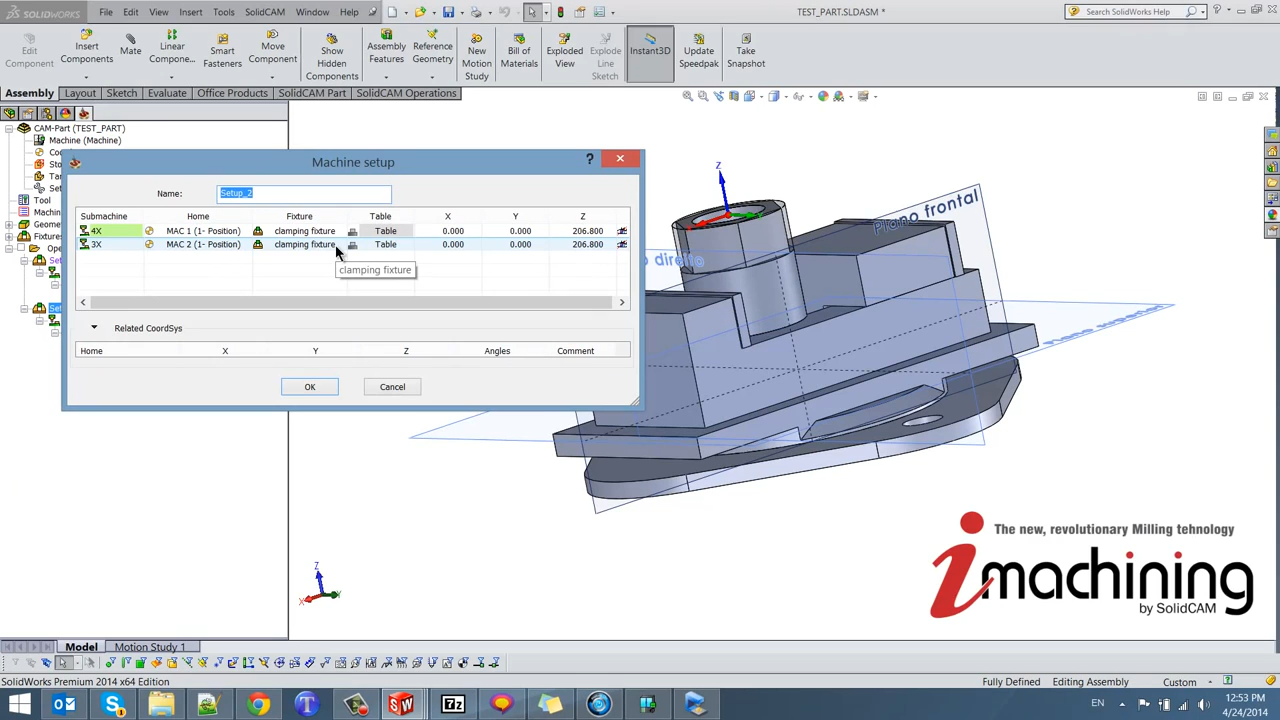 SOLIDWORKS
File Edit View Insert Tools SolidCAM Window Help
TEST_PART.SLDASM *
Search SolidWorks Help
Edit Component
Insert Components
Mate
Linear Compone...
Smart Fasteners
Move Component
Show Hidden Components
Assembly Features
Reference Geometry
New Motion Study
Bill of Materials
Exploded View
Explode Line Sketch
Instant3D
Update Speedpak
Take Snapshot
Assembly Layout Sketch Evaluate Office Products SolidCAM Part SolidCAM Operations
CAM-Part (TEST_PART)
Machine (Machine)
Tool
Machine setup
Name: Setup_2
Submachine Home Fixture Table X Y Z
4X MAC 1 (1- Position) clamping fixture Table 0.000 0.000 206.800
3X MAC 2 (1- Position) clamping fixture Table 0.000 0.000 206.800
clamping fixture
Related CoordSys
Home X Y Z Angles Comment
OK Cancel
Z
Plano frontal
direito
Plano superior
Z
X
Y
The new, revolutionary Milling tehnology
imachining
by SolidCAM
Model Motion Study 1
SolidWorks Premium 2014 x64 Edition
Fully Defined Editing Assembly Custom
EN 12:53 PM
4/24/2014